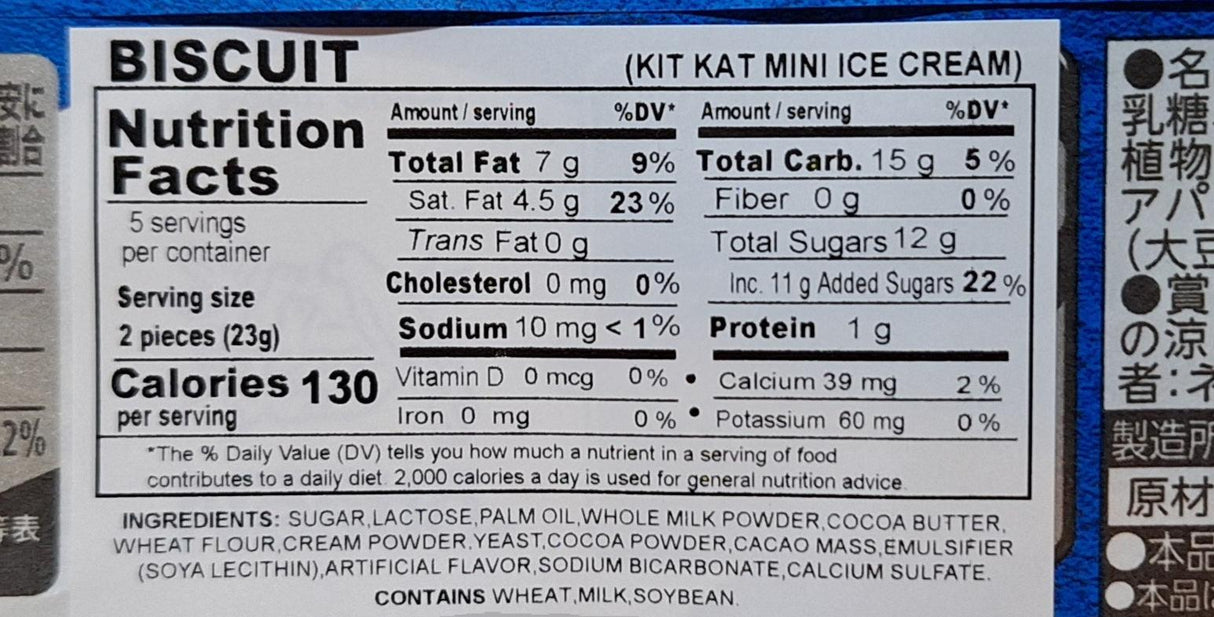 BISCUIT (KIT KAT MINI ICE CREAM)
Nutrition
Facts
5 servings
per container
Serving size
2 pieces (23g)
Calories 130
per serving
Amount / serving %DV* Amount / serving %DV*
Total Fat 7 g 9% Total Carb. 15 g 5%
Sat. Fat 4.5 g 23% Fiber 0 g 0%
Trans Fat 0 g Total Sugars 12 g
Cholesterol 0 mg 0% Inc. 11 g Added Sugars 22%
Sodium 10 mg < 1% Protein 1 g
Vitamin D 0 mcg 0% • Calcium 39 mg 2%
Iron 0 mg 0% • Potassium 60 mg 0%
*The % Daily Value (DV) tells you how much a nutrient in a serving of food
contributes to a daily diet. 2,000 calories a day is used for general nutrition advice.
INGREDIENTS: SUGAR,LACTOSE,PALM OIL,WHOLE MILK POWDER,COCOA BUTTER,
WHEAT FLOUR,CREAM POWDER,YEAST,COCOA POWDER,CACAO MASS,EMULSIFIER
(SOYA LECITHIN),ARTIFICIAL FLAVOR,SODIUM BICARBONATE,CALCIUM SULFATE.
CONTAINS WHEAT,MILK,SOYBEAN.
安に
割合
%
2%
表
●名
乳糖
植物
アパ
(大豆
●賞
の涼
者:ネ
製造所
原材
●本品
●本品は